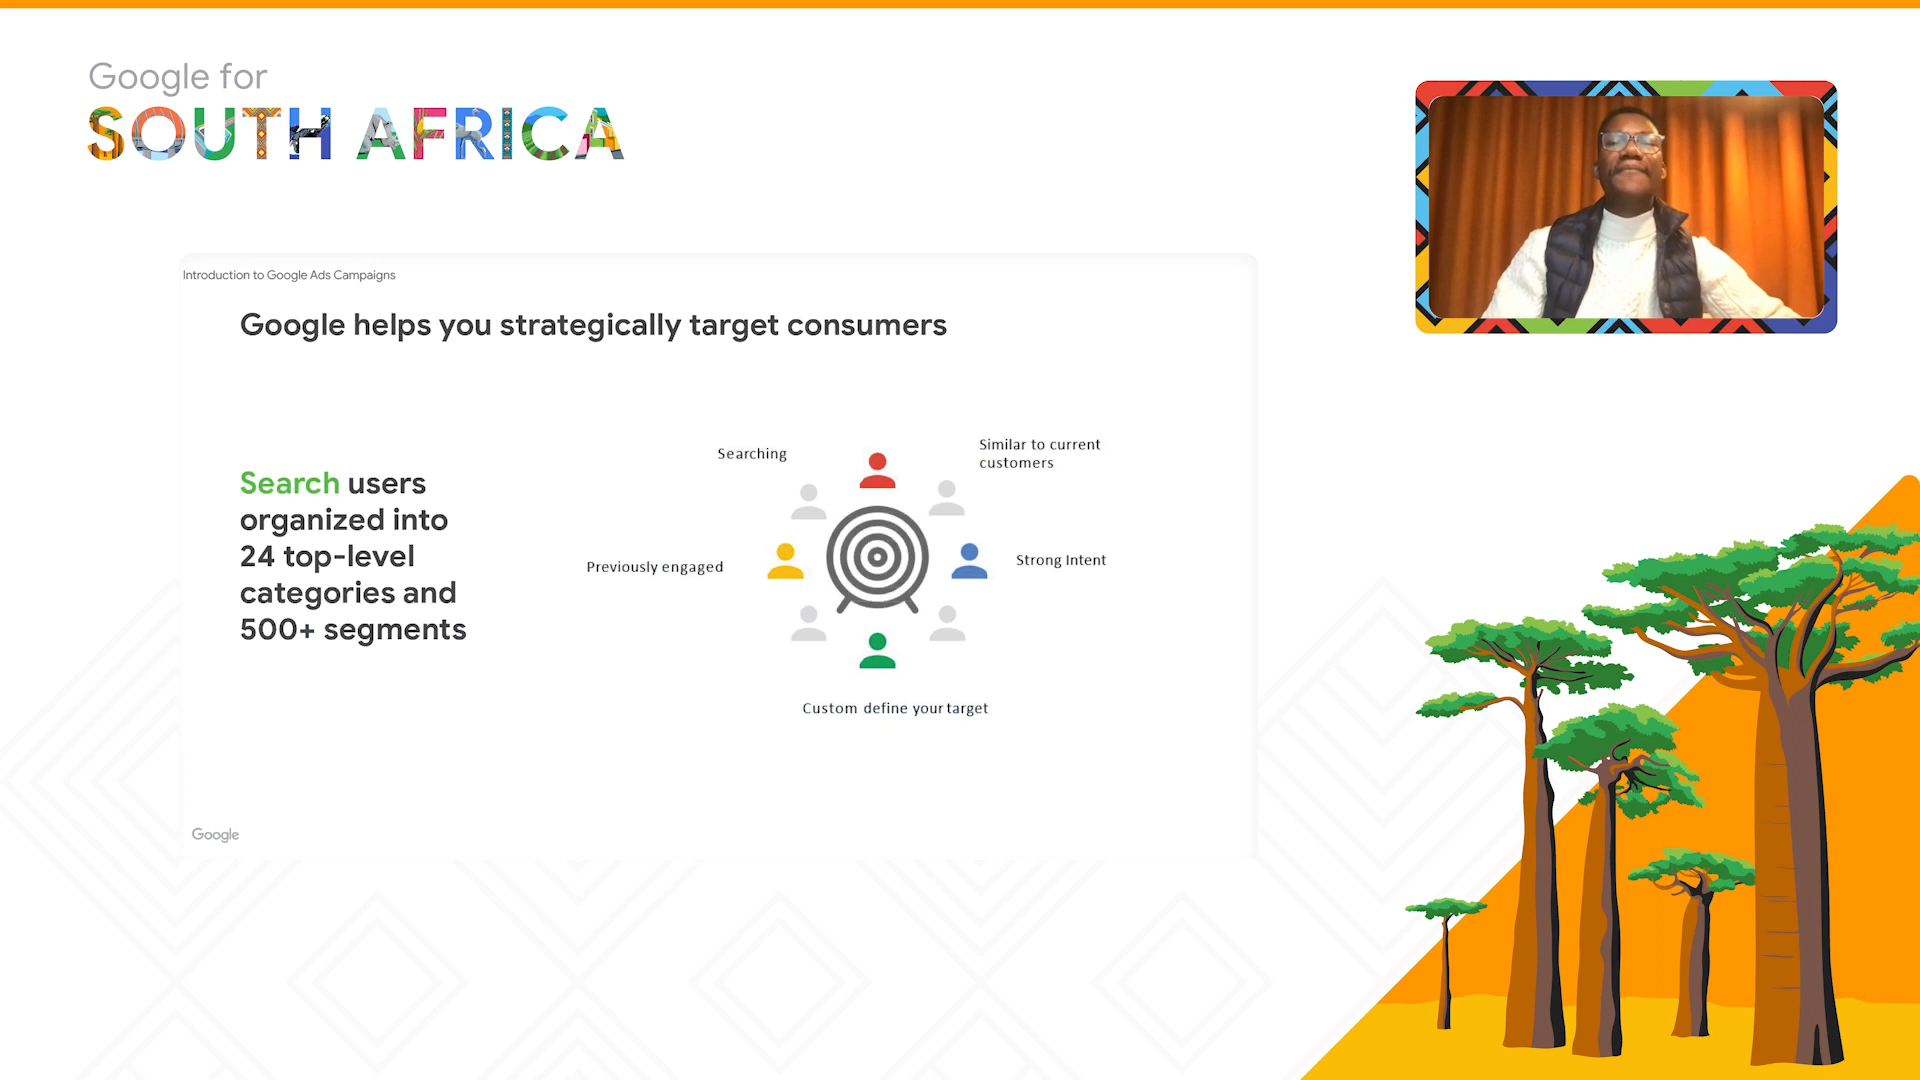 Google for
SOUTH AFRICA
Introduction to Google Ads Campaigns
Google helps you strategically target consumers
Search users
organized into
24 top-level
categories and
500+ segments
Searching
Similar to current
customers
Previously engaged
Strong Intent
Custom define your target
Google